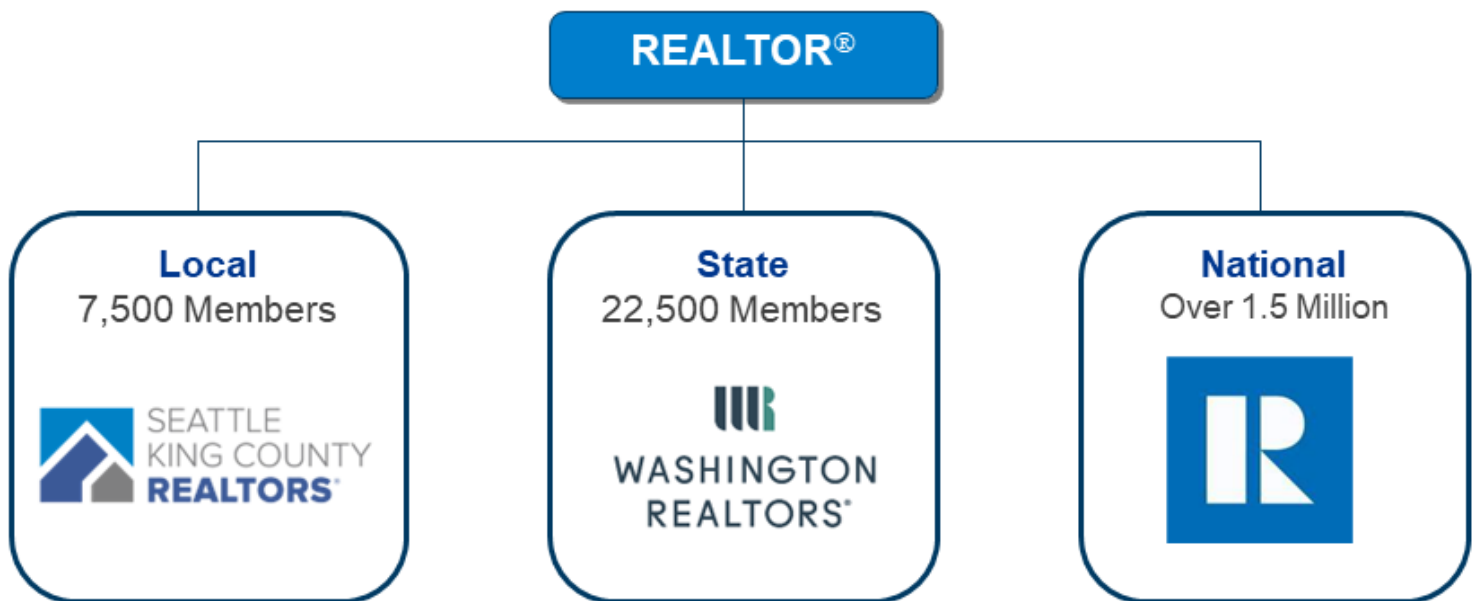 REALTOR®
Local
7,500 Members
SEATTLE
KING COUNTY
REALTORS®
State
22,500 Members
WASHINGTON
REALTORS®
National
Over 1.5 Million
R